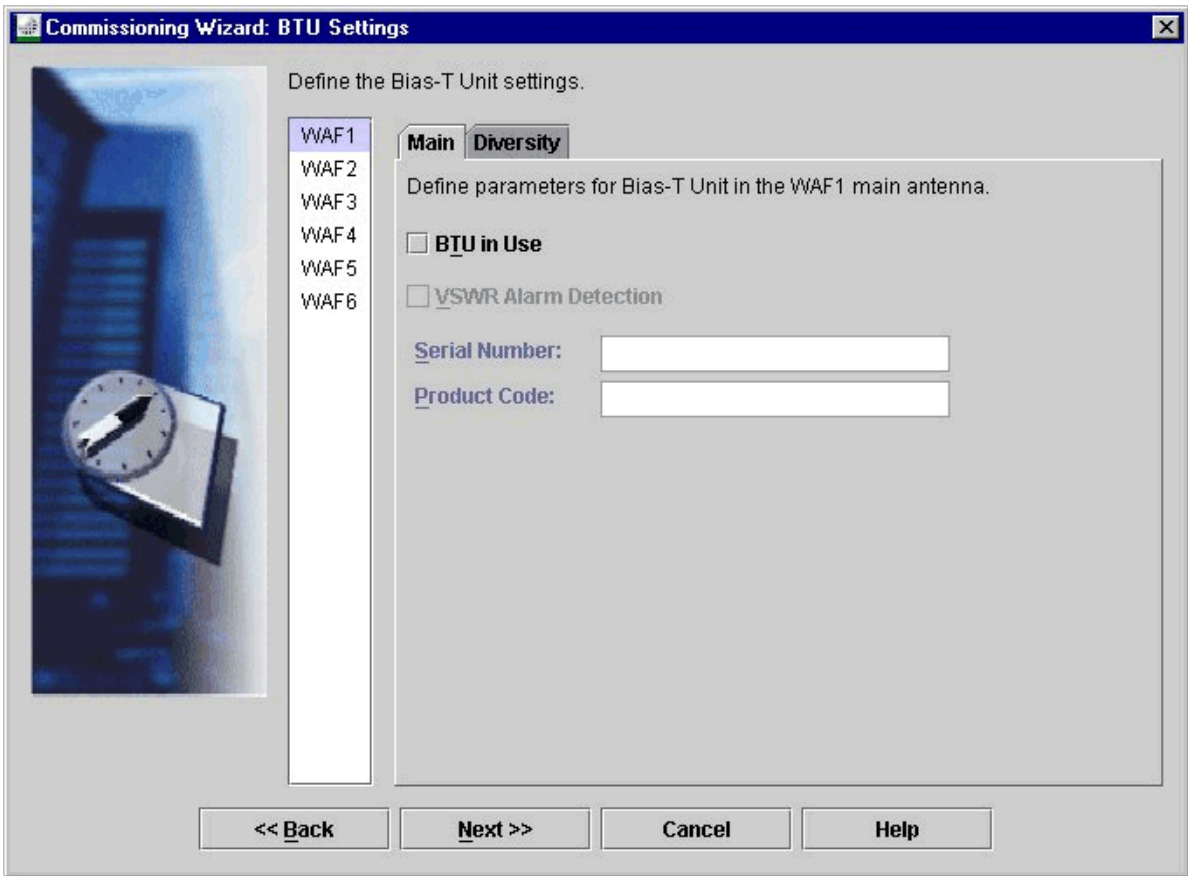 Commissioning Wizard: BTU Settings
Define the Bias-T Unit settings.
WAF1
WAF2
WAF3
WAF4
WAF5
WAF6
Main Diversity
Define parameters for Bias-T Unit in the WAF1 main antenna.
BTU in Use
VSWR Alarm Detection
Serial Number:
Product Code:
<< Back Next >> Cancel Help